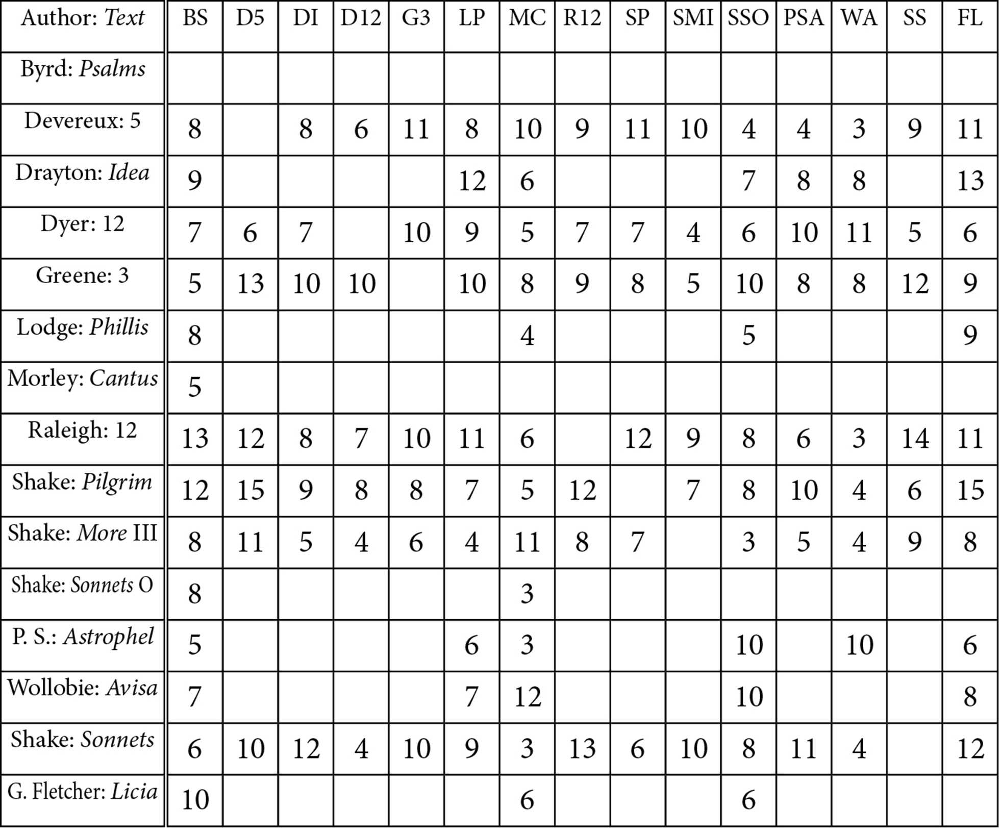 Author: Text BS D5 DI D12 G3 LP MC R12 SP SMI SSO PSA WA SS FL
Byrd: Psalms
Devereux: 5 8 8 6 11 8 10 9 11 10 4 4 3 9 11
Drayton: Idea 9 12 6 7 8 8 13
Dyer: 12 7 6 7 10 9 5 7 7 4 6 10 11 5 6
Greene: 3 5 13 10 10 10 8 9 8 5 10 8 8 12 9
Lodge: Phillis 8 4 5 9
Morley: Cantus 5
Raleigh: 12 13 12 8 7 10 11 6 12 9 8 6 3 14 11
Shake: Pilgrim 12 15 9 8 8 7 5 12 7 8 10 4 6 15
Shake: More III 8 11 5 4 6 4 11 8 7 3 5 4 9 8
Shake: Sonnets O 8 3
P. S.: Astrophel 5 6 3 10 10 6
Wollobie: Avisa 7 7 12 10 8
Shake: Sonnets 6 10 12 4 10 9 3 13 6 10 8 11 4 12
G. Fletcher: Licia 10 6 6